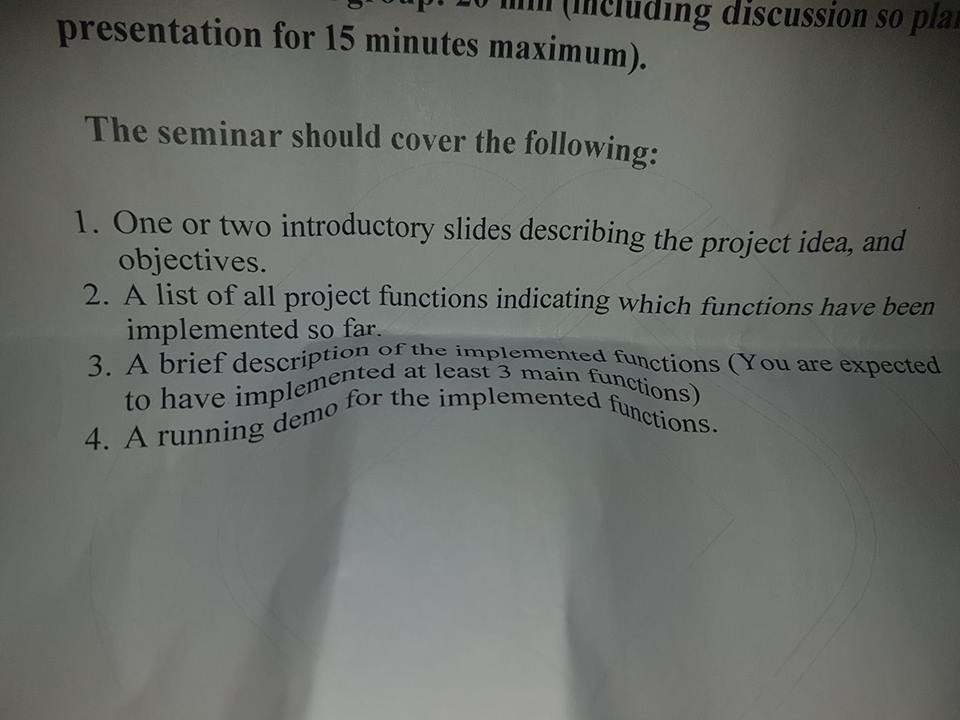 (including discussion so
presentation for 15 minutes maximum).
The seminar should cover the following:
1. One or two introductory slides describing the project idea, and
objectives.
2. A list of all project functions indicating which functions have been
implemented so far.
3. A brief description of the implemented functions (You are expected
to have implemented at least 3 main functions)
4. A running demo for the implemented functions.